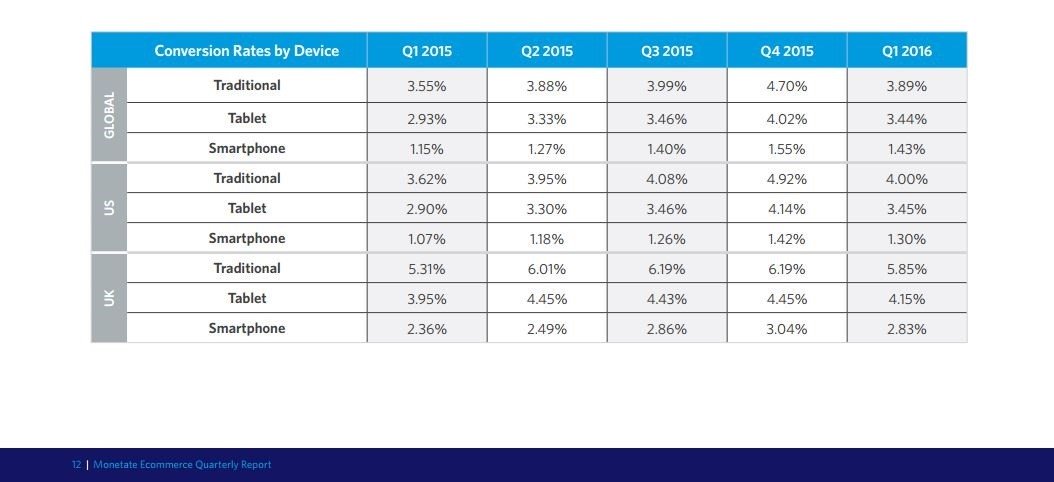 Conversion Rates by Device Q1 2015 Q2 2015 Q3 2015 Q4 2015 Q1 2016
GLOBAL
Traditional 3.55% 3.88% 3.99% 4.70% 3.89%
Tablet 2.93% 3.33% 3.46% 4.02% 3.44%
Smartphone 1.15% 1.27% 1.40% 1.55% 1.43%
US
Traditional 3.62% 3.95% 4.08% 4.92% 4.00%
Tablet 2.90% 3.30% 3.46% 4.14% 3.45%
Smartphone 1.07% 1.18% 1.26% 1.42% 1.30%
UK
Traditional 5.31% 6.01% 6.19% 6.19% 5.85%
Tablet 3.95% 4.45% 4.43% 4.45% 4.15%
Smartphone 2.36% 2.49% 2.86% 3.04% 2.83%
12 | Monetate Ecommerce Quarterly Report